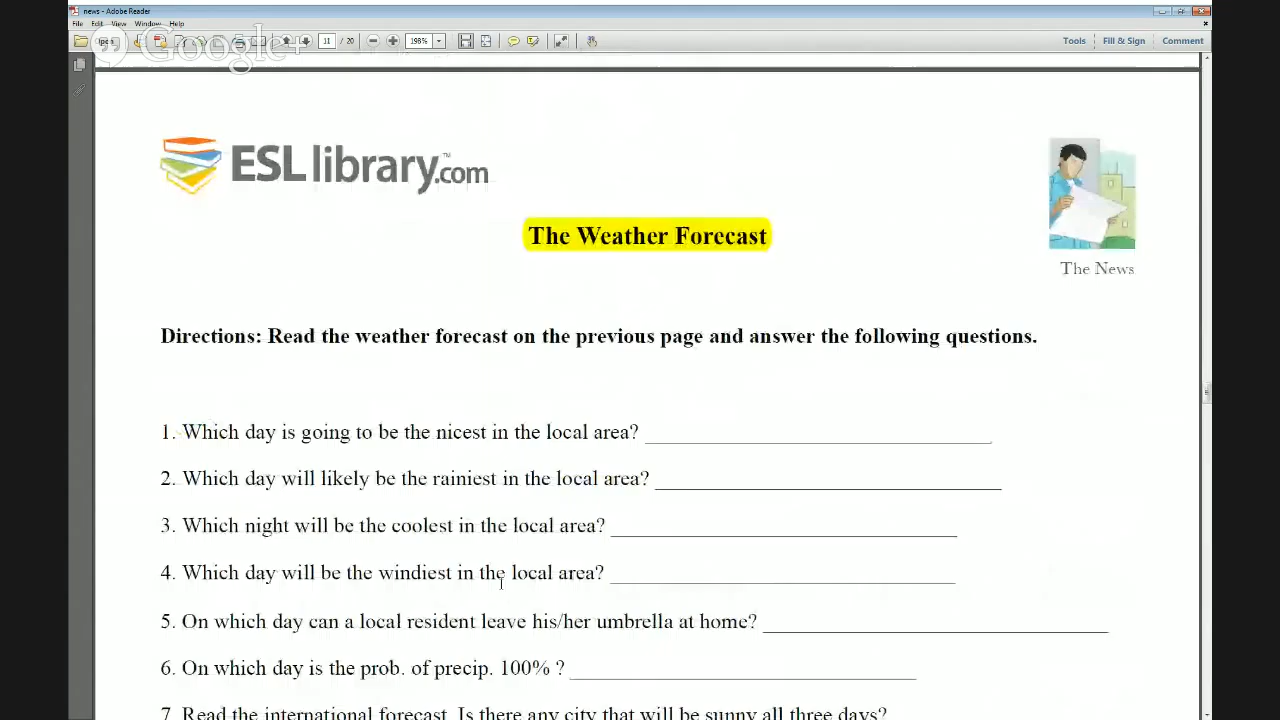 news - Adobe Reader
File Edit View Window Help
Open 11 / 20 198% Tools Fill & Sign Comment
Google+
ESL library.com™
The News
The Weather Forecast
Directions: Read the weather forecast on the previous page and answer the following questions.
1. Which day is going to be the nicest in the local area?
2. Which day will likely be the rainiest in the local area?
3. Which night will be the coolest in the local area?
4. Which day will be the windiest in the local area?
5. On which day can a local resident leave his/her umbrella at home?
6. On which day is the prob. of precip. 100% ?
7. Read the international forecast. Is there any city that will be sunny all three days?